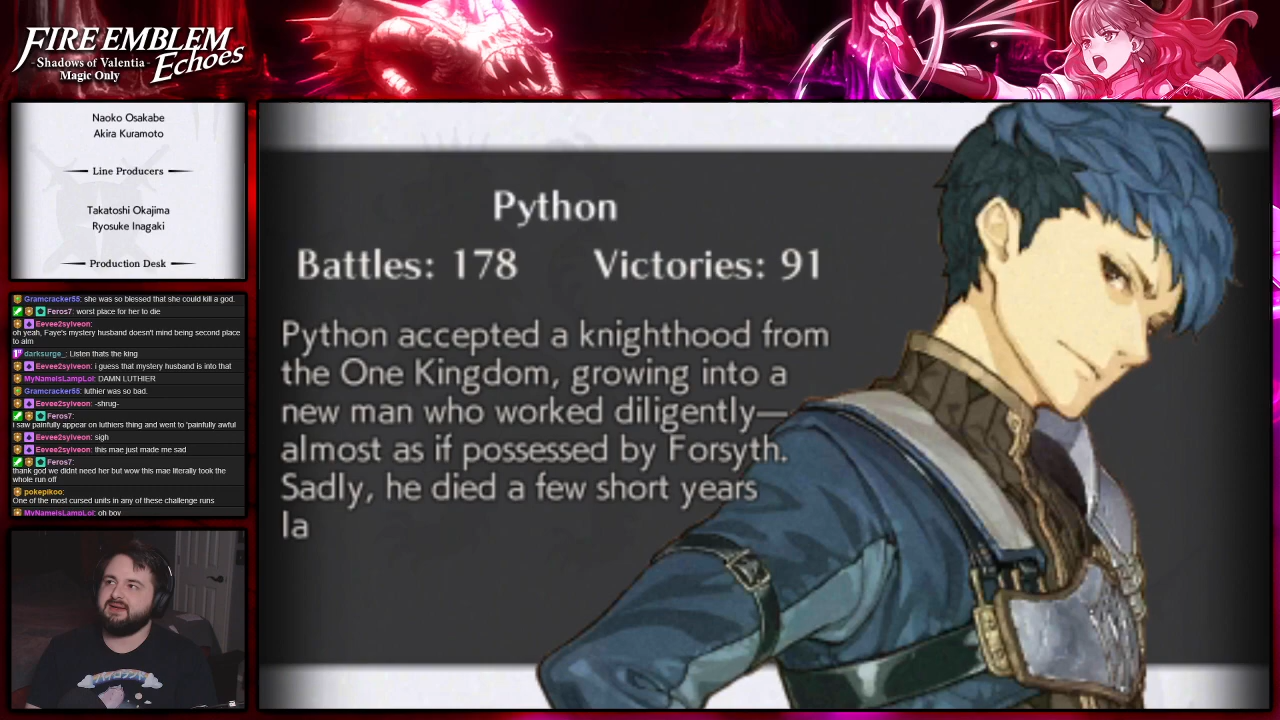 FIRE EMBLEM
Echoes
- Shadows of Valentia -
Magic Only
Naoko Osakabe
Akira Kuramoto
Line Producers
Takatoshi Okajima
Ryosuke Inagaki
Production Desk
Gramcracker55: she was so blessed that she could kill a god.
Feros7: worst place for her to die
Eevee2sylveon:
oh yeah, Faye's mystery husband doesn't mind being second place
to alm
darksurge_: Listen thats the king
Eevee2sylveon: i guess that mystery husband is into that
MyNameisLampLol: DAMN LUTHIER
Gramcracker55: luthier was so bad.
Eevee2sylveon: -shrug-
Feros7:
i saw painfully appear on luthiers thing and went to 'painfully awful
Eevee2sylveon: sigh
Eevee2sylveon: this mae just made me sad
Feros7:
thank god we didnt need her but wow this mae literally took the
whole run off
pokepikoo:
One of the most cursed units in any of these challenge runs
MyNameisLampLol: oh boy
Python
Battles: 178 Victories: 91
Python accepted a knighthood from
the One Kingdom, growing into a
new man who worked diligently—
almost as if possessed by Forsyth.
Sadly, he died a few short years
la